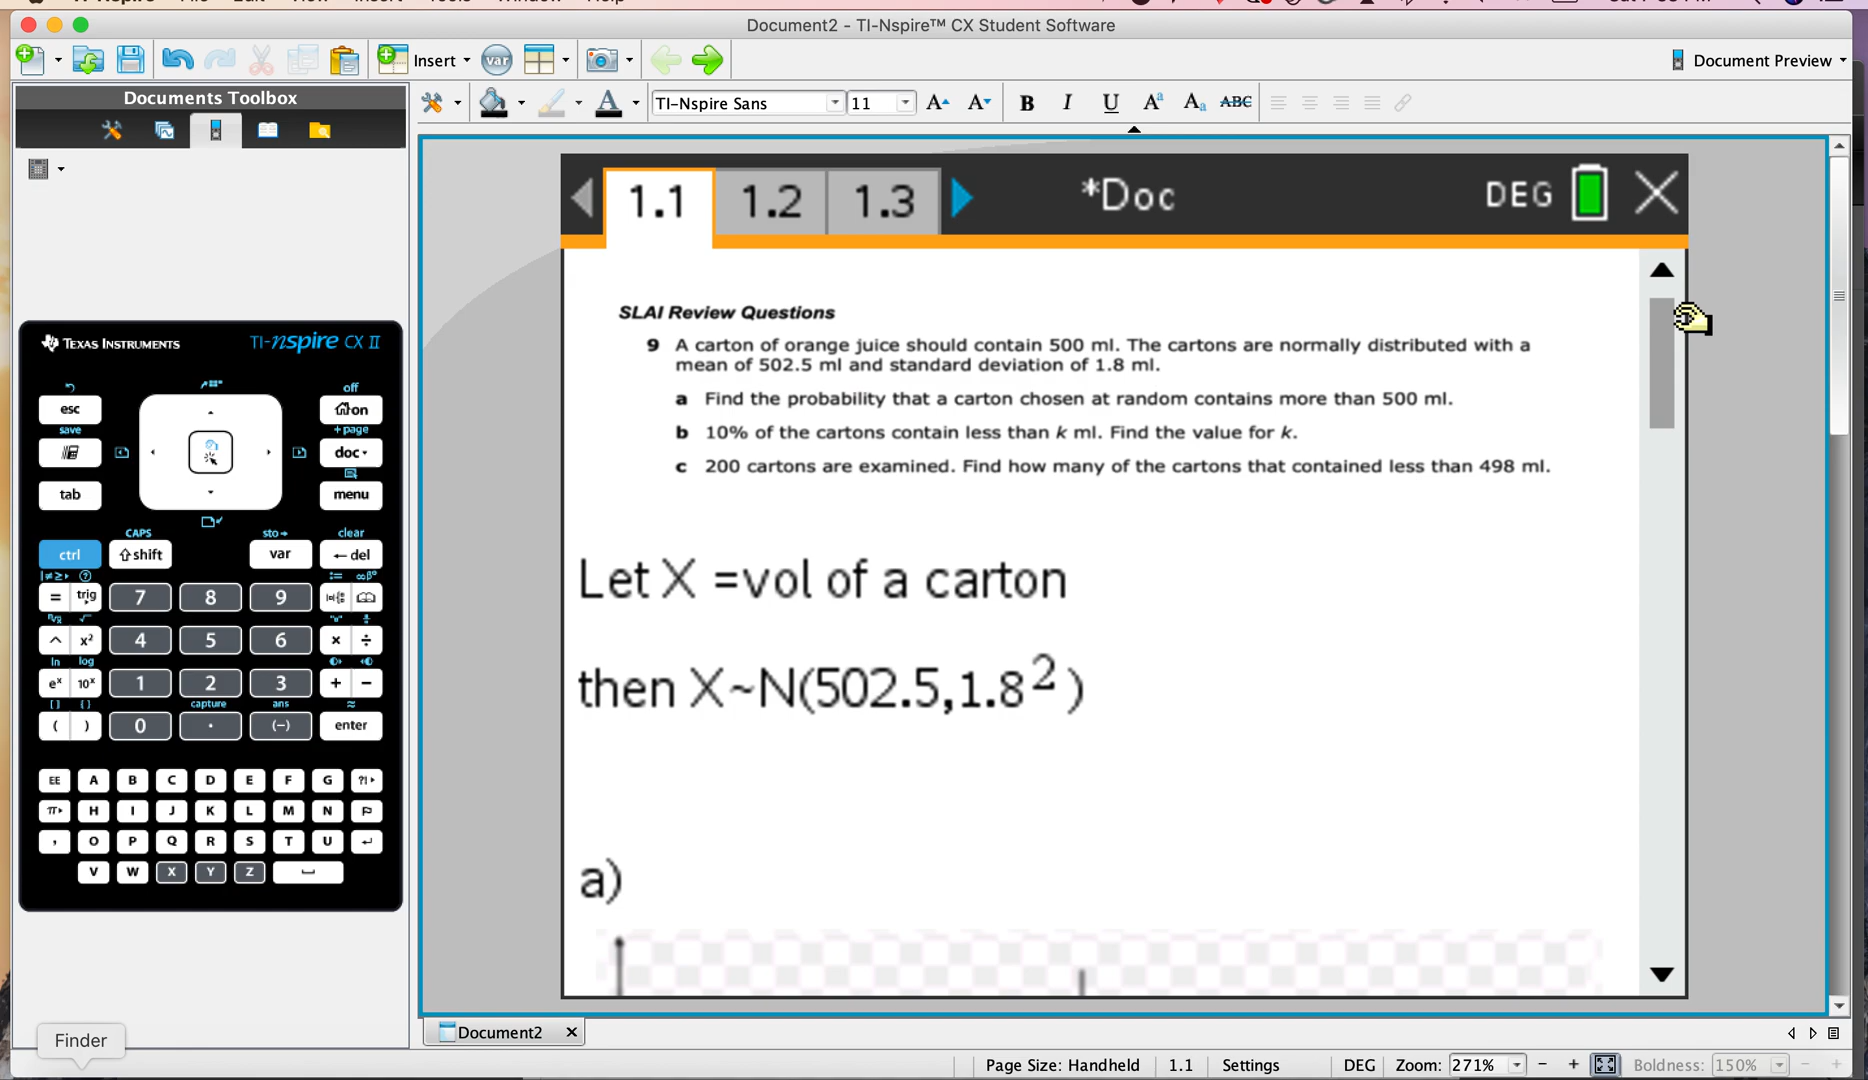 Document2 - TI-Nspire™ CX Student Software
Insert
var
Document Preview
Documents Toolbox
TI-Nspire Sans
11
A
A
B
I
U
Aa
Aa
ABC
1.1
1.2
1.3
*Doc
DEG
SLAI Review Questions
9 A carton of orange juice should contain 500 ml. The cartons are normally distributed with a
mean of 502.5 ml and standard deviation of 1.8 ml.
a Find the probability that a carton chosen at random contains more than 500 ml.
b 10% of the cartons contain less than k ml. Find the value for k.
c 200 cartons are examined. Find how many of the cartons that contained less than 498 ml.
Let X =vol of a carton
then X~N(502.5,1.8²)
a)
TEXAS INSTRUMENTS
TI-nspire CX II
off
esc
on
save
+page
doc
tab
menu
CAPS
sto→
clear
ctrl
shift
var
←del
= trig 7 8 9
^ x² 4 5 6 × ÷
ln log
eˣ 10ˣ 1 2 3 + −
[ ] { } capture ans ≈
( ) 0 . (−) enter
EE A B C D E F G ?!▸
π▸ H I J K L M N
, O P Q R S T U ↵
V W X Y Z
Finder
Document2
Page Size: Handheld
1.1
Settings
DEG
Zoom: 271% − +
Boldness: 150% − +